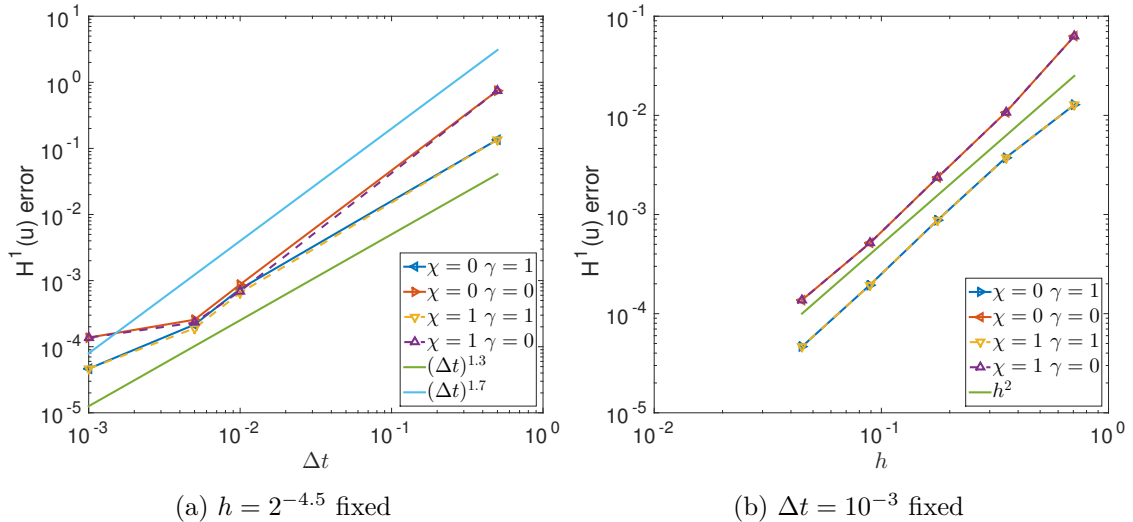 10^1
10^0
10^-1
10^-2
10^-3
10^-4
10^-5
H^1(u) error
10^-3
10^-2
10^-1
10^0
Δt
χ = 0 γ = 1
χ = 0 γ = 0
χ = 1 γ = 1
χ = 1 γ = 0
(Δt)^1.3
(Δt)^1.7
(a) h = 2^−4.5 fixed
10^-1
10^-2
10^-3
10^-4
10^-5
H^1(u) error
10^-2
10^-1
10^0
h
χ = 0 γ = 1
χ = 0 γ = 0
χ = 1 γ = 1
χ = 1 γ = 0
h^2
(b) Δt = 10^−3 fixed